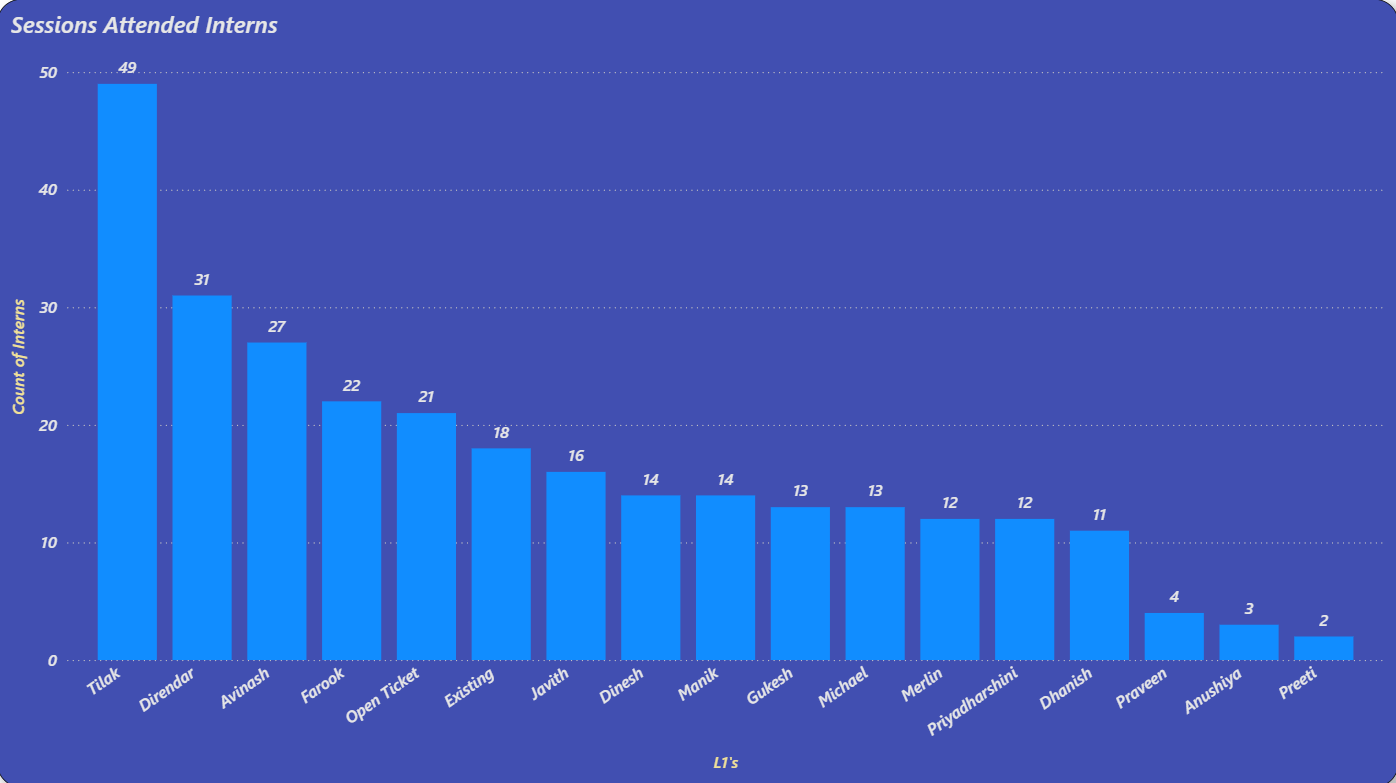 Sessions Attended Interns
50
40
30
20
10
0
Count of Interns
49
31
27
22
21
18
16
14
14
13
13
12
12
11
4
3
2
Tilak
Direndar
Avinash
Farook
Open Ticket
Existing
Javith
Dinesh
Manik
Gukesh
Michael
Merlin
Priyadharshini
Dhanish
Praveen
Anushiya
Preeti
L1's